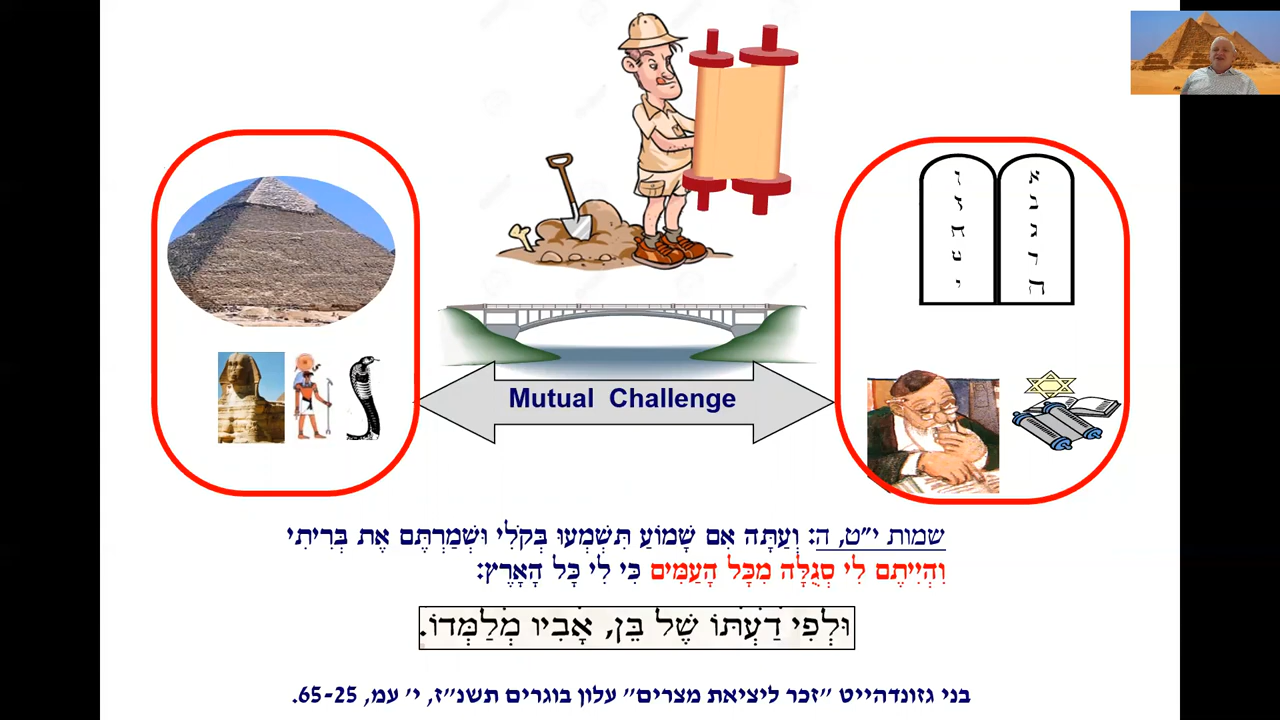 א
ת
ג
ד
ח
ו
ז
ח
ט
י
Mutual Challenge
שמות י״ט, ה: וְעַתָּה אִם שָׁמוֹעַ תִּשְׁמְעוּ בְּקֹלִי וּשְׁמַרְתֶּם אֶת בְּרִיתִי
וִהְיִיתֶם לִי סְגֻלָּה מִכָּל הָעַמִּים כִּי לִי כָּל הָאָרֶץ:
וּלְפִי דַעְתּוֹ שֶׁל בֵּן, אָבִיו מְלַמְּדוֹ.
בני גזונדהייט ״זכר ליציאת מצרים״ עלון בוגרים תשנ״ז, י׳ עמ, 65-25.